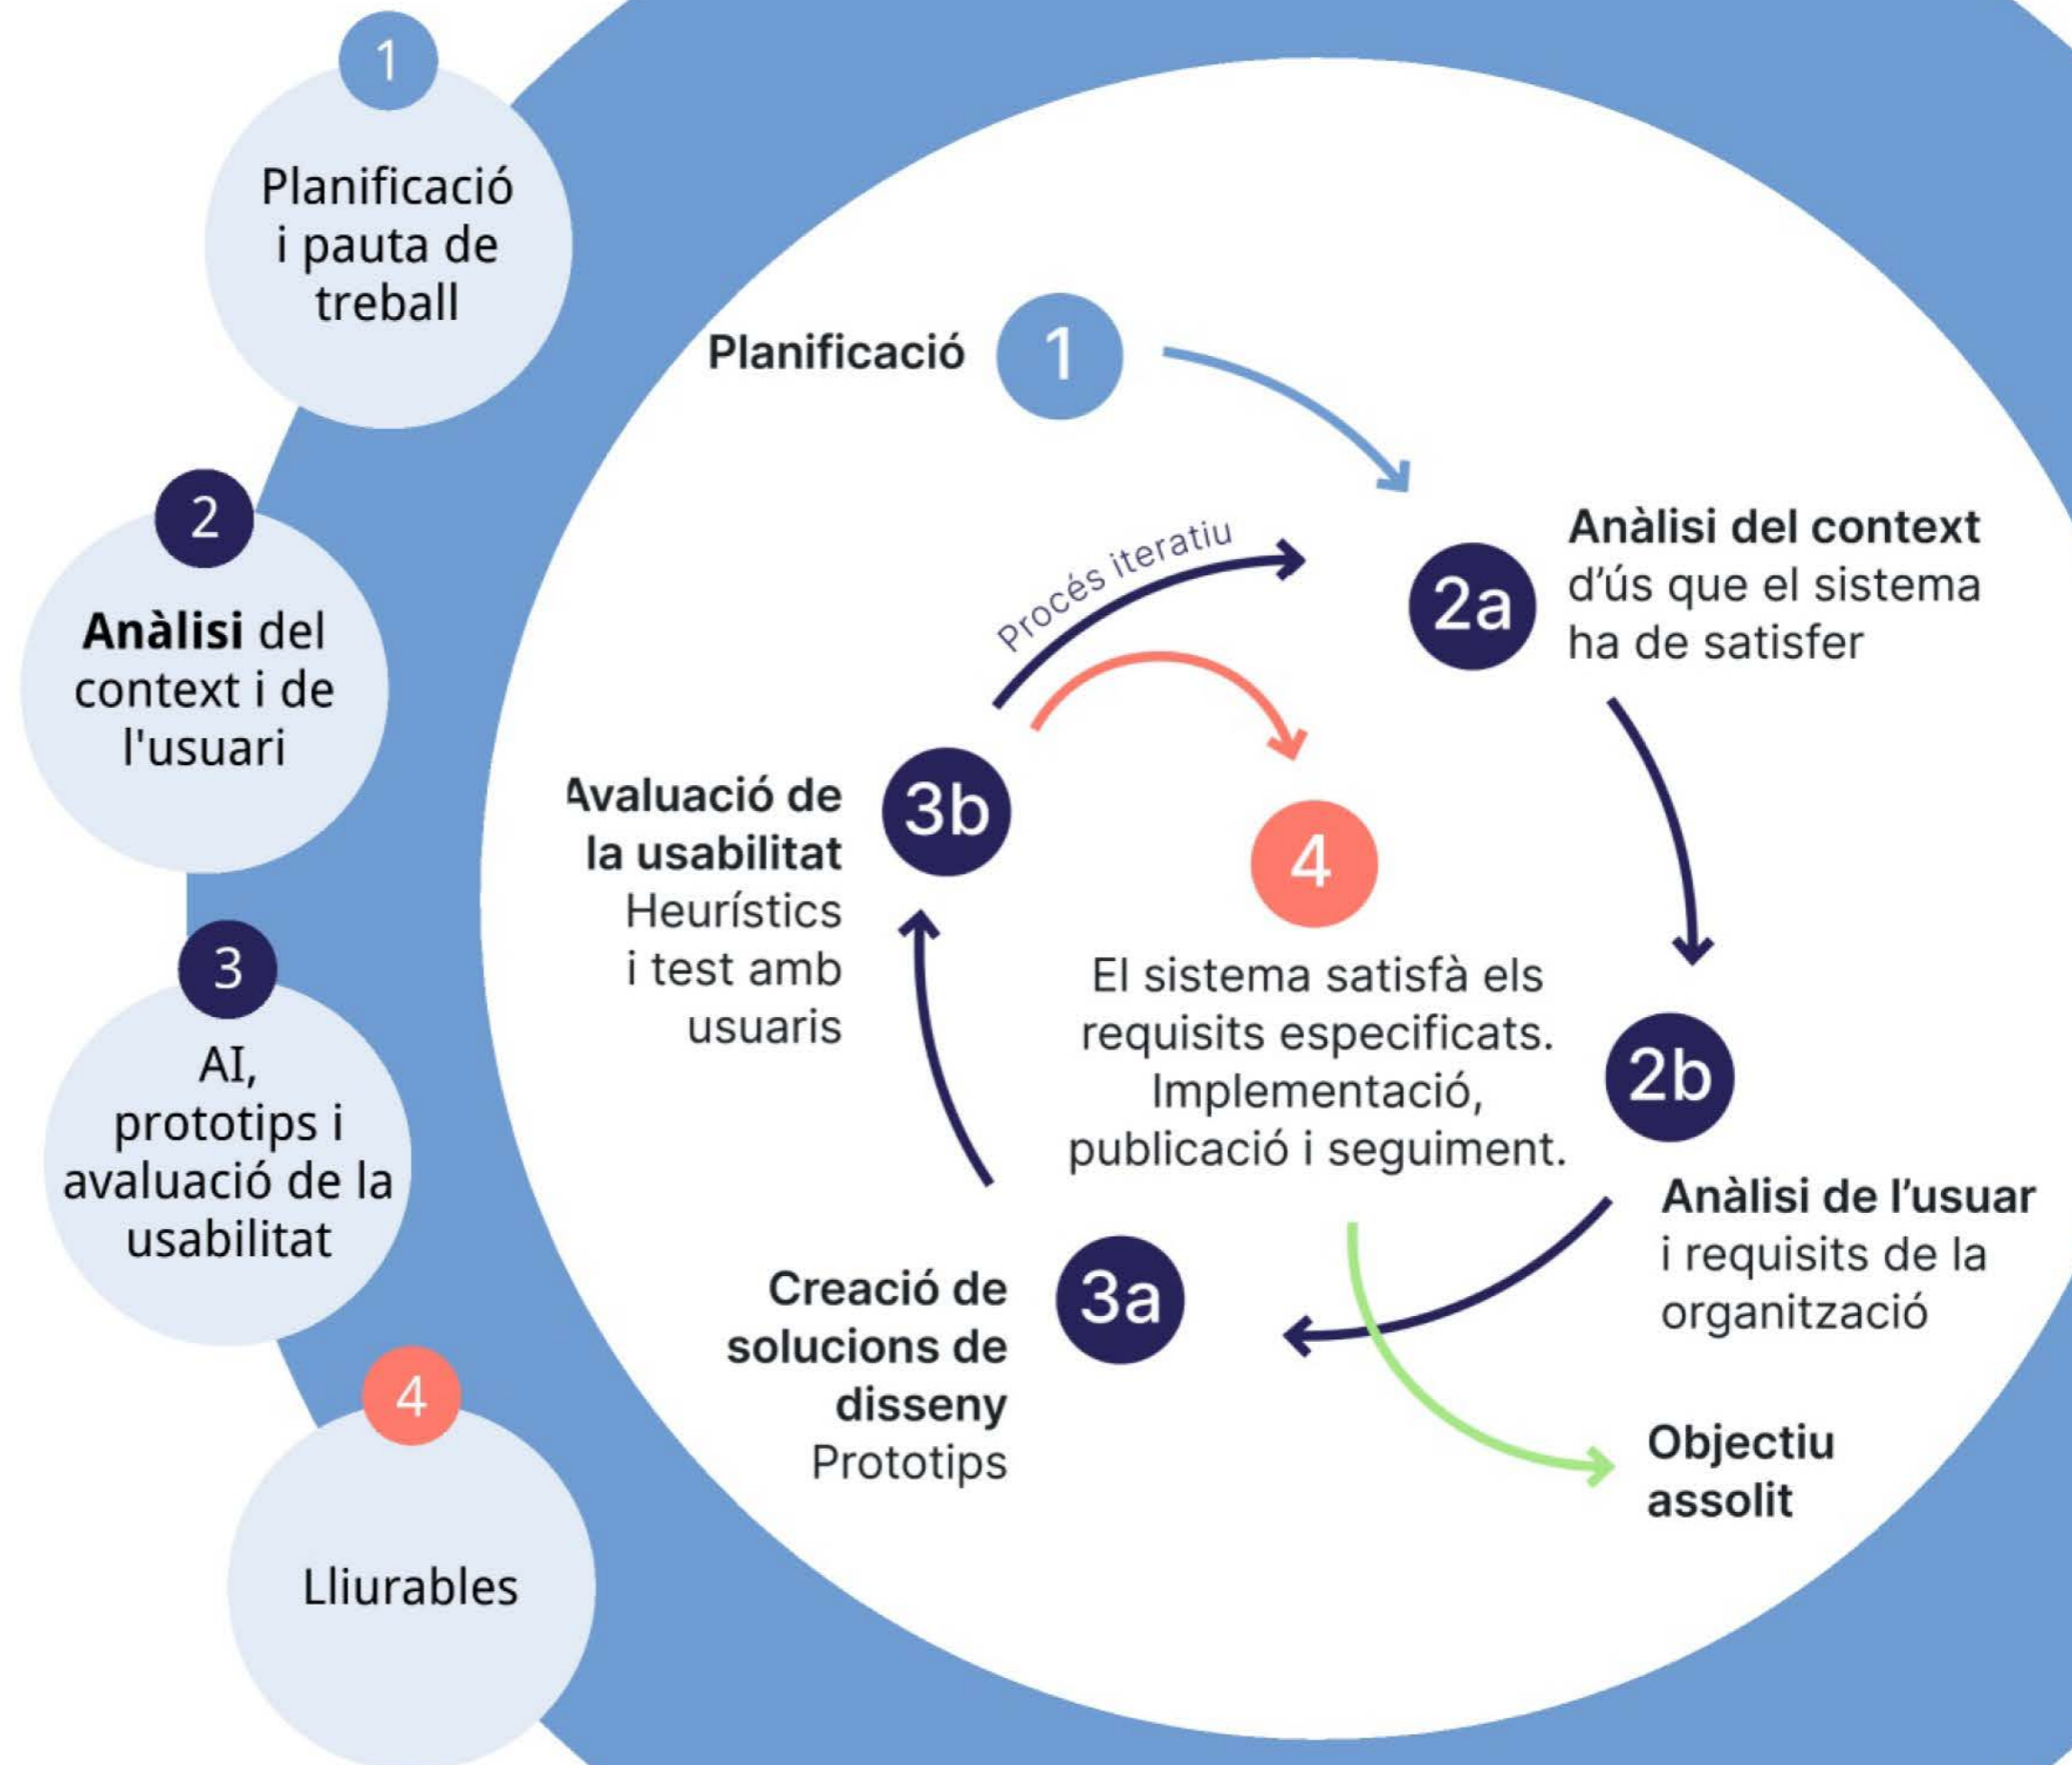 1
Planificació
i pauta de
treball
2
Anàlisi del
context i de
l'usuari
3
AI,
prototips i
avaluació de la
usabilitat
4
Lliurables
Planificació
1
Procés iteratiu
2a
Anàlisi del context
d’ús que el sistema
ha de satisfer
2b
Anàlisi de l’usuar
i requisits de la
organització
3a
Creació de
solucions de
disseny
Prototips
3b
Avaluació de
la usabilitat
Heurístics
i test amb
usuaris
4
El sistema satisfà els
requisits especificats.
Implementació,
publicació i seguiment.
Objectiu
assolit